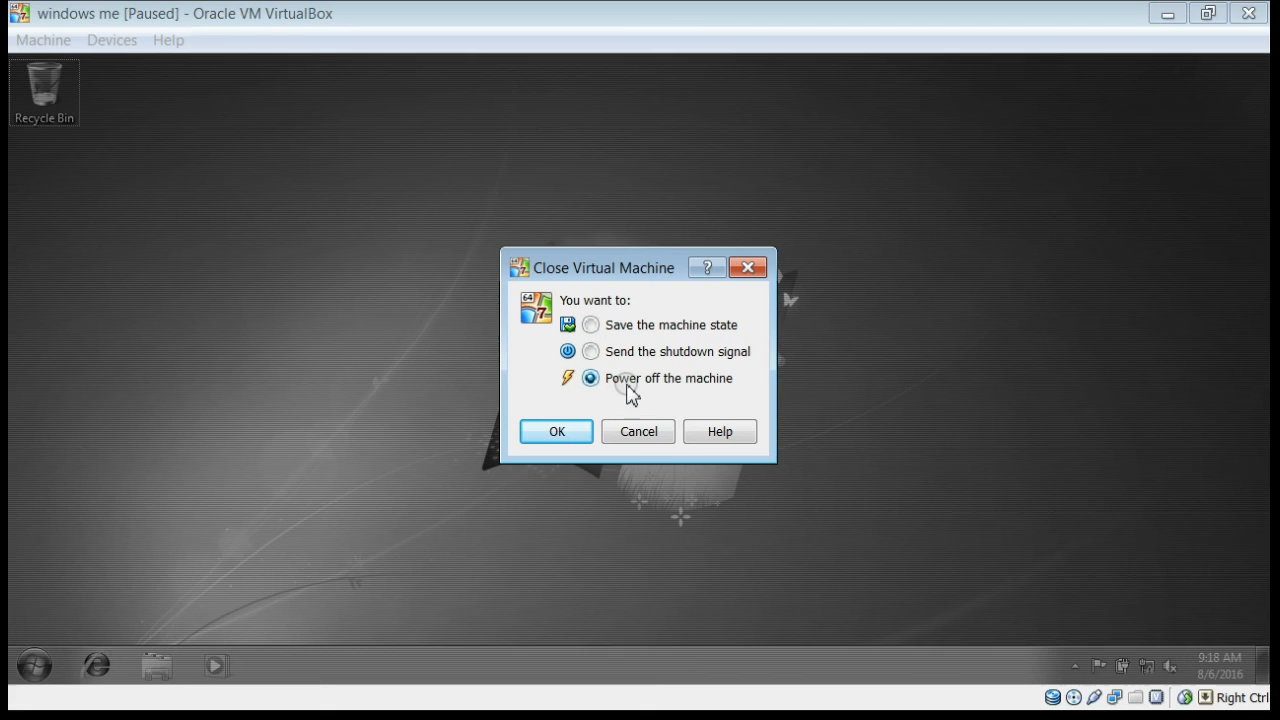 windows me [Paused] - Oracle VM VirtualBox
Machine Devices Help
Recycle Bin
Close Virtual Machine
64
7
You want to:
Save the machine state
Send the shutdown signal
Power off the machine
OK Cancel Help
9:18 AM
8/6/2016
Right Ctrl